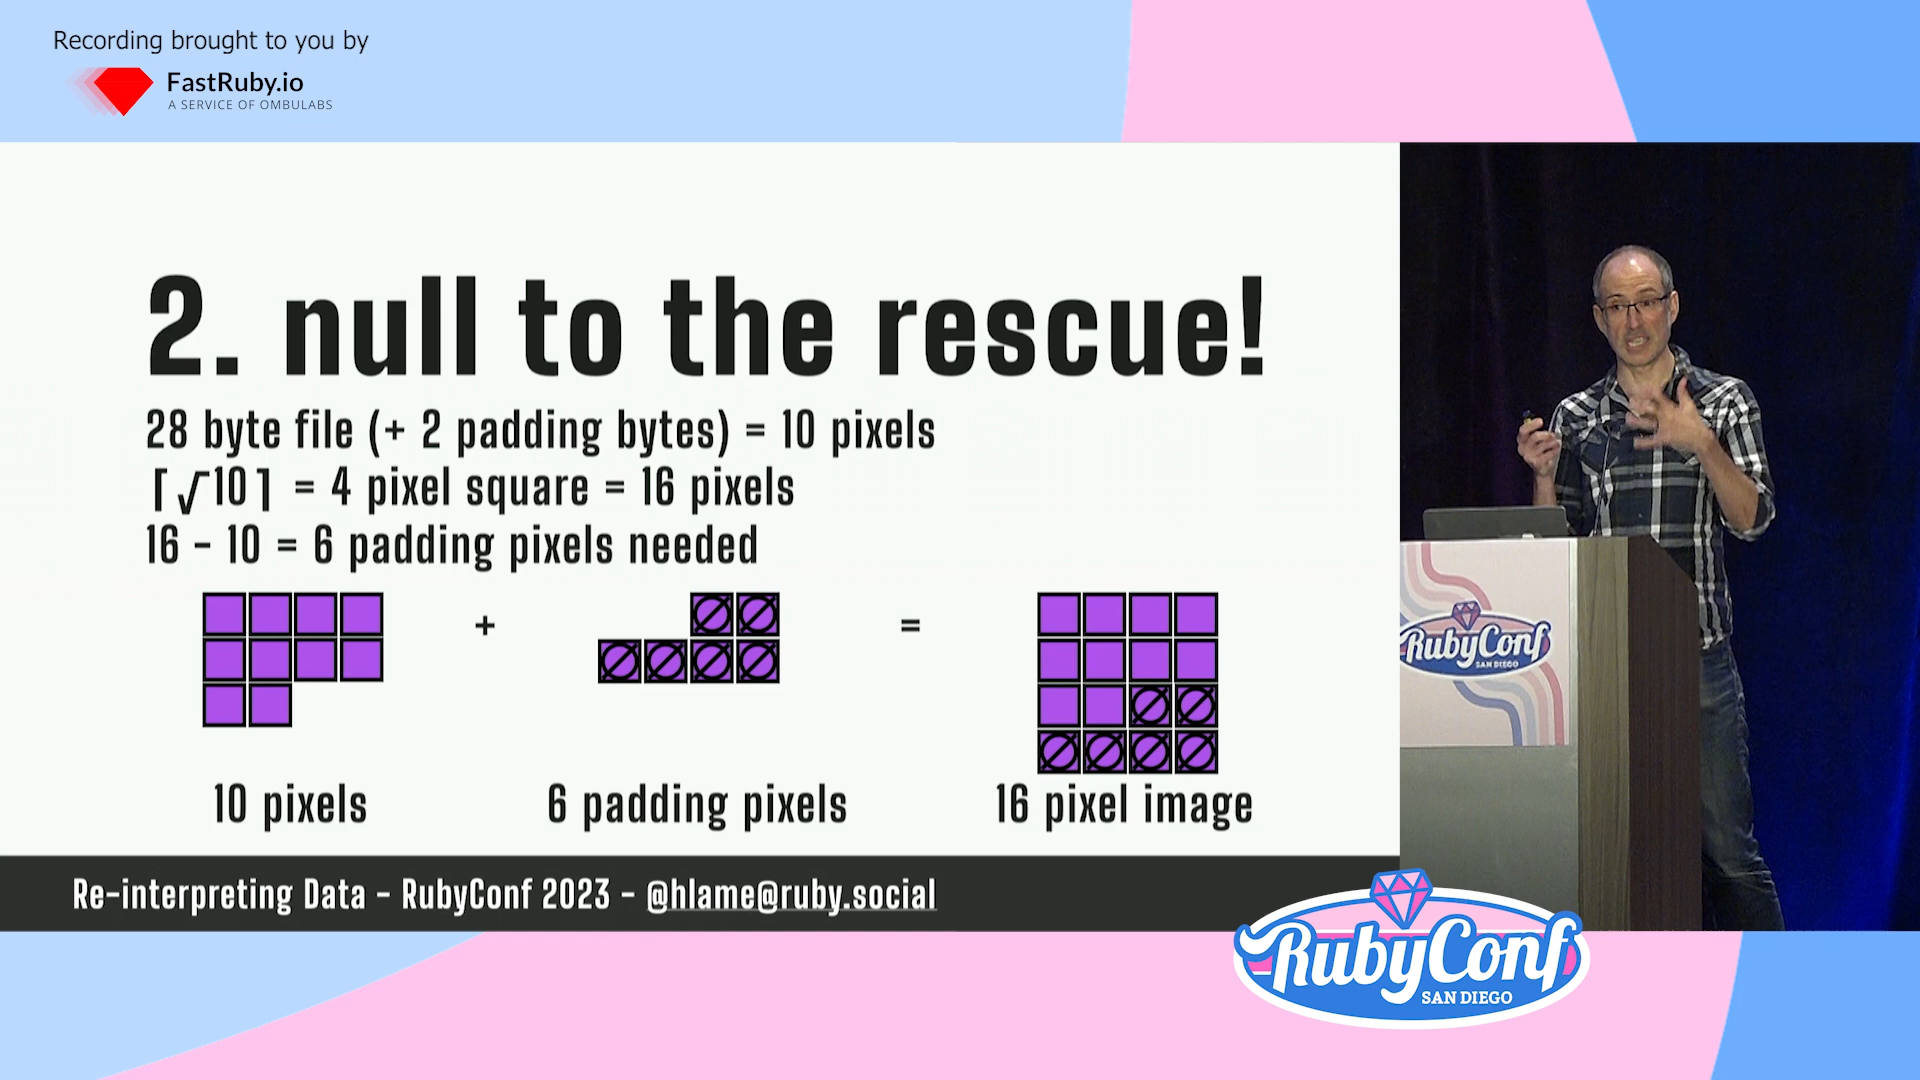 Recording brought to you by
FastRuby.io
A SERVICE OF OMBULABS
2. null to the rescue!
28 byte file (+ 2 padding bytes) = 10 pixels
⌈√10⌉ = 4 pixel square = 16 pixels
16 - 10 = 6 padding pixels needed
+
=
10 pixels
6 padding pixels
16 pixel image
Re-interpreting Data - RubyConf 2023 - @hlame@ruby.social
RubyConf
SAN DIEGO
RubyConf
SAN DIEGO